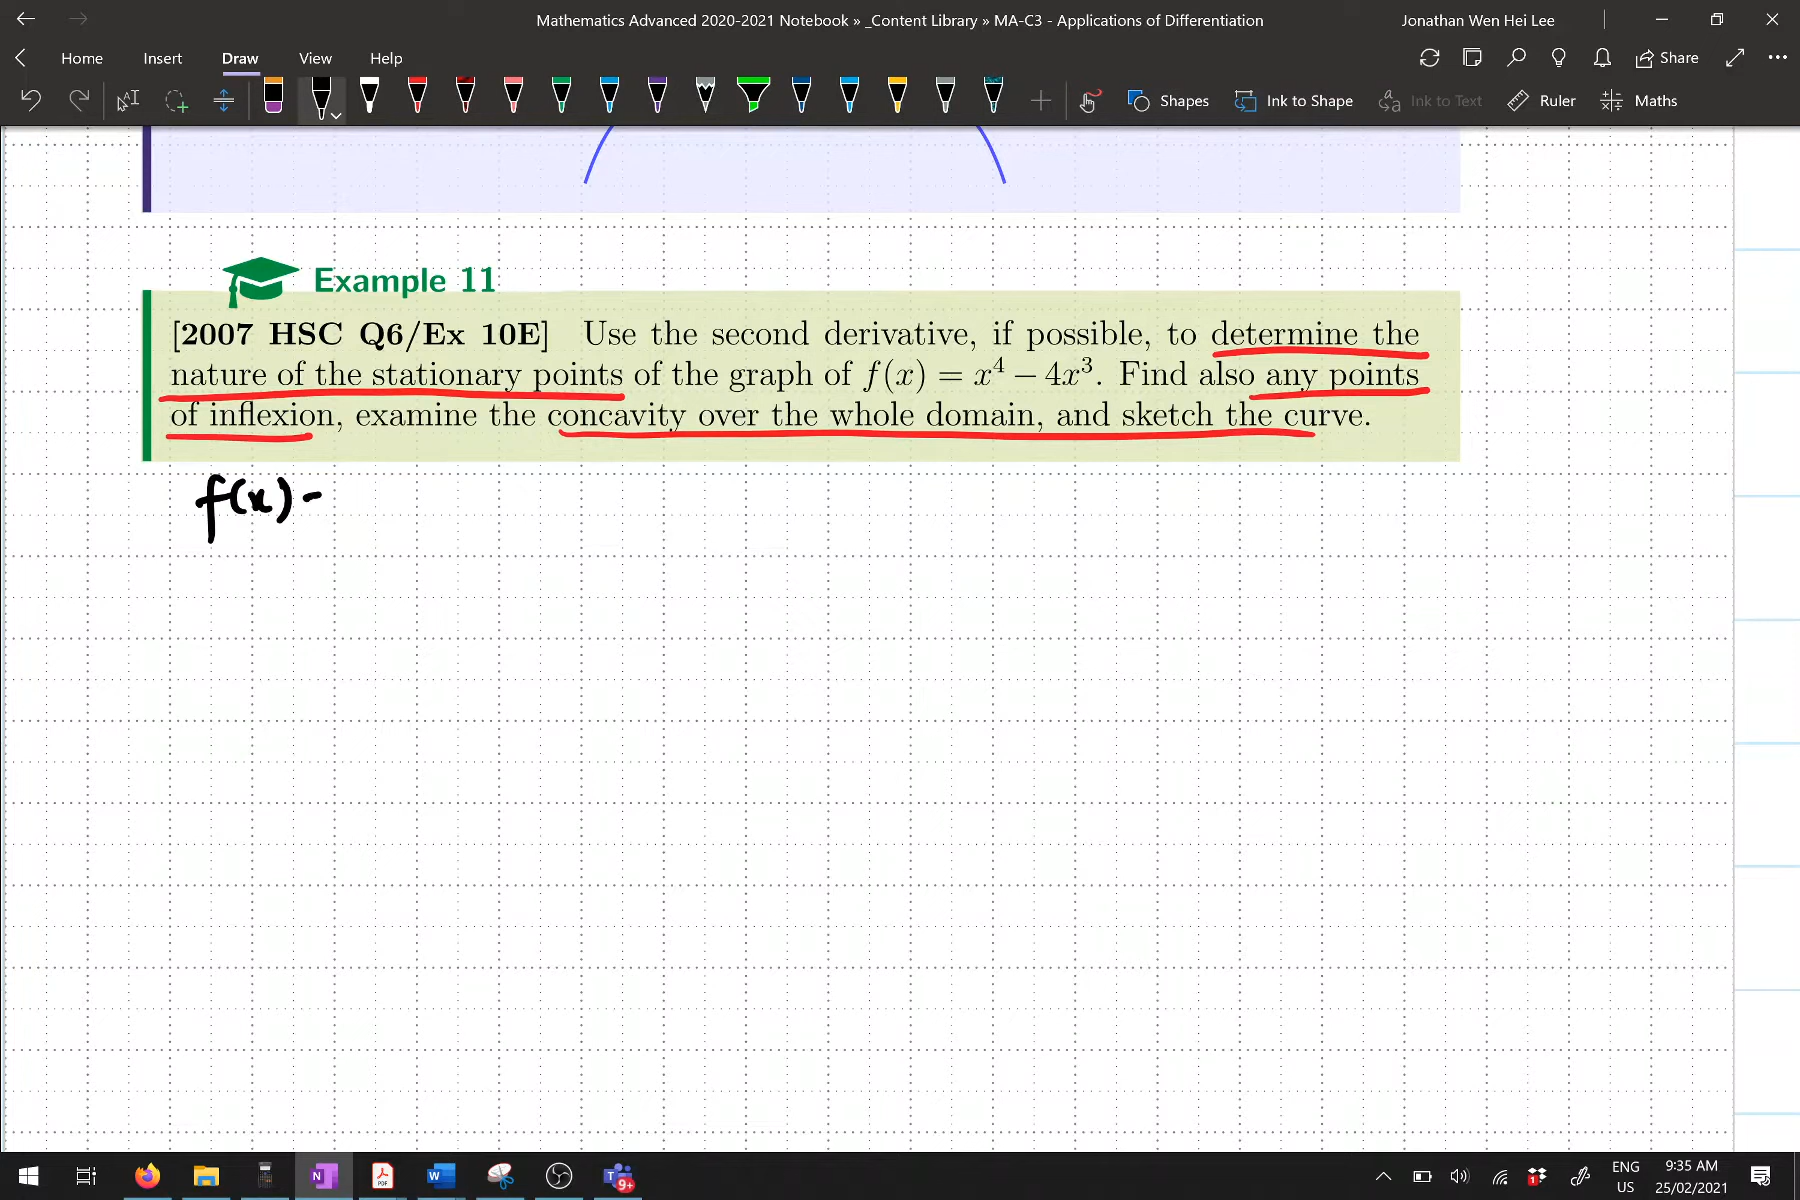 Mathematics Advanced 2020-2021 Notebook » _Content Library » MA-C3 - Applications of Differentiation
Jonathan Wen Hei Lee
Home Insert Draw View Help
Share
Shapes Ink to Shape Ink to Text Ruler Maths
Example 11
[2007 HSC Q6/Ex 10E] Use the second derivative, if possible, to determine the
nature of the stationary points of the graph of f(x) = x⁴ − 4x³. Find also any points
of inflexion, examine the concavity over the whole domain, and sketch the curve.
f(x) -
ENG 9:35 AM
US 25/02/2021